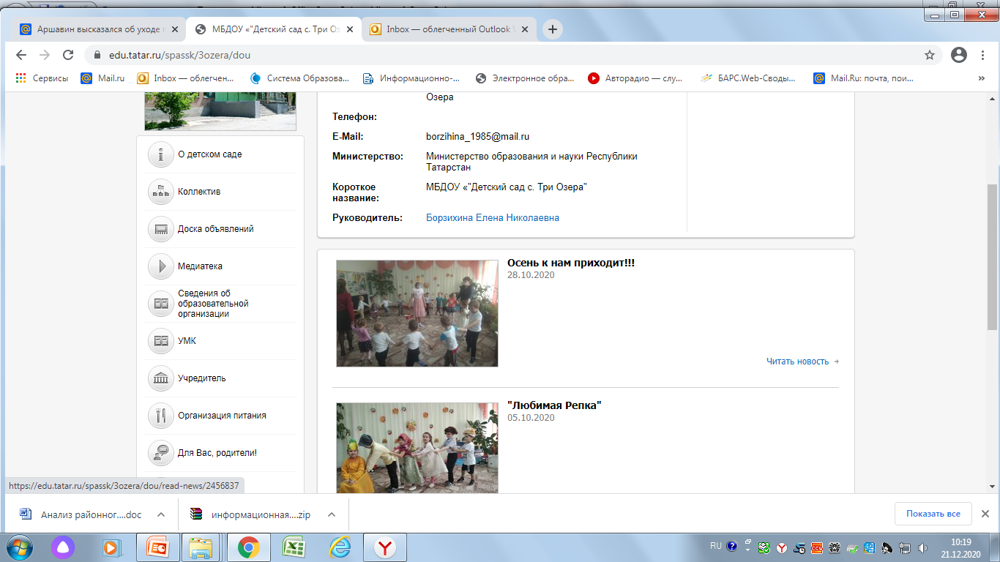 Аршавин высказался об уходе
МБДОУ «"Детский сад с. Три Оз
Inbox — облегченный Outlook
edu.tatar.ru/spassk/3ozera/dou
Сервисы
Mail.ru
Inbox — облегчен...
Система Образова...
Информационно-...
Электронное обра...
Авторадио — слу...
БАРС.Web-Своды...
Mail.Ru: почта, пои...
»
Озера
Телефон:
E-Mail: borzihina_1985@mail.ru
Министерство: Министерство образования и науки Республики
Татарстан
Короткое МБДОУ «"Детский сад с. Три Озера"
название:
Руководитель: Борзихина Елена Николаевна
О детском саде
Коллектив
Доска объявлений
Медиатека
Сведения об
образовательной
организации
УМК
Учредитель
Организация питания
Для Вас, родители!
Осень к нам приходит!!!
28.10.2020
Читать новость
"Любимая Репка"
05.10.2020
https://edu.tatar.ru/spassk/3ozera/dou/read-news/2456837
Анализ районног....doc
информационная....zip
Показать все
RU
10:19
21.12.2020